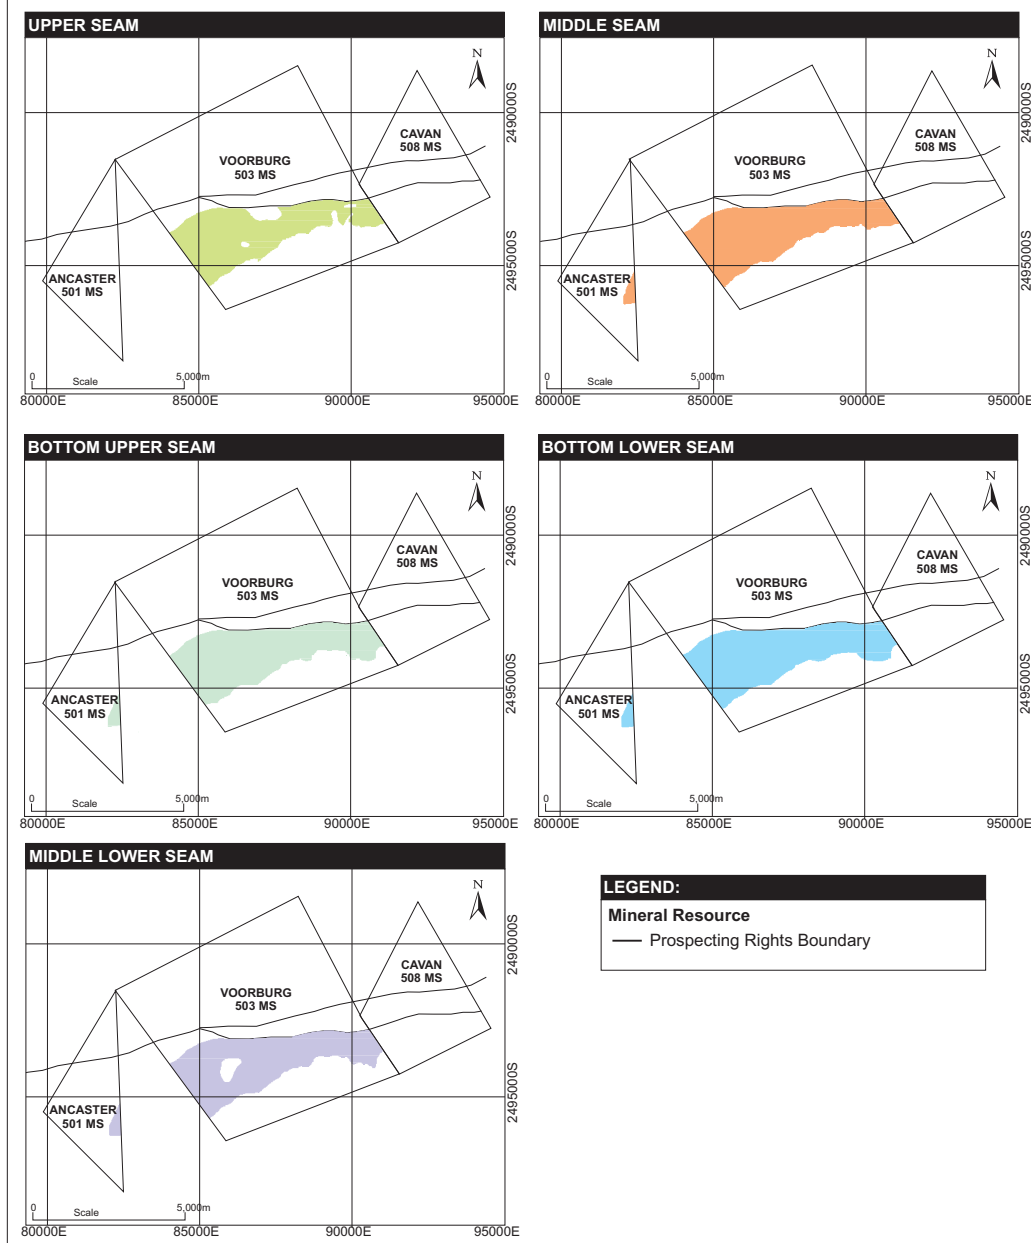 UPPER SEAM
N
2490000S
CAVAN
508 MS
VOORBURG
503 MS
2495000S
ANCASTER
501 MS
0
5,000m
Scale
80000E
85000E
90000E
95000E
MIDDLE SEAM
N
2490000S
CAVAN
508 MS
VOORBURG
503 MS
2495000S
ANCASTER
501 MS
0
5,000m
Scale
80000E
85000E
90000E
95000E
BOTTOM UPPER SEAM
N
2490000S
CAVAN
508 MS
VOORBURG
503 MS
2495000S
ANCASTER
501 MS
0
5,000m
Scale
80000E
85000E
90000E
95000E
BOTTOM LOWER SEAM
N
2490000S
CAVAN
508 MS
VOORBURG
503 MS
2495000S
ANCASTER
501 MS
0
5,000m
Scale
80000E
85000E
90000E
95000E
MIDDLE LOWER SEAM
N
2490000S
CAVAN
508 MS
VOORBURG
503 MS
2495000S
ANCASTER
501 MS
0
5,000m
Scale
80000E
85000E
90000E
95000E
LEGEND:
Mineral Resource
Prospecting Rights Boundary